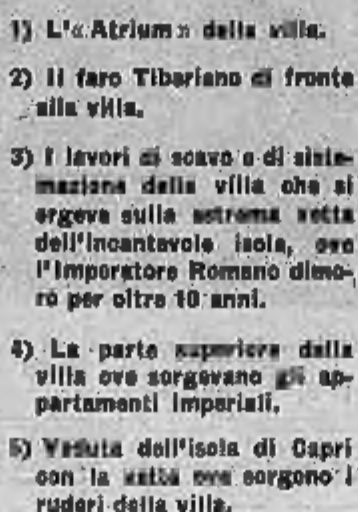 1) L'«Atrium» della villa.
2) Il faro Tiberiano di fronte
alla villa.
3) I lavori di scavo e di siste-
mazione della villa che si
ergeva sulla estrema vetta
dell'incantevole isola, ove
l'Imperatore Romano dimo-
rò per oltre 10 anni.
4) La parte superiore della
villa ove sorgevano gli ap-
partamenti imperiali.
5) Veduta dell'isola di Capri
con la vetta ove sorgono i
ruderi della villa.